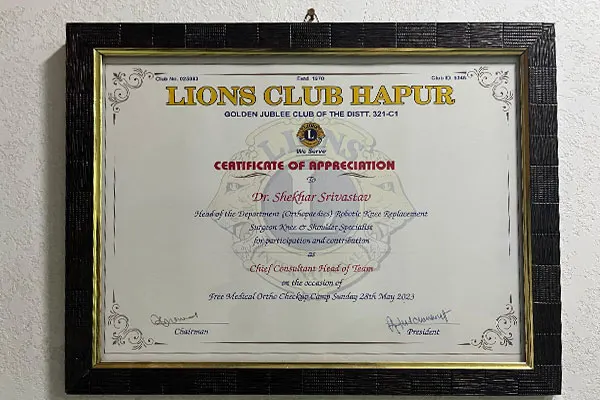 Club No. 025083 Estd. 1970 Club ID. 3248
LIONS CLUB HAPUR
GOLDEN JUBLEE CLUB OF THE DISTT. 321-C1
L
We Serve
CERTIFICATE OF APPRECIATION
To
Dr. Shekhar Srivastav
Head of the Department (Orthopaedics) Robotic Knee Replacement
Surgeon Knee & Shoulder Specialist
for participation and contribution
as
Chief Consultant Head of Team
on the occasion of
Free Medical Ortho Checkup Camp Sunday 28th May 2023
Chairman President